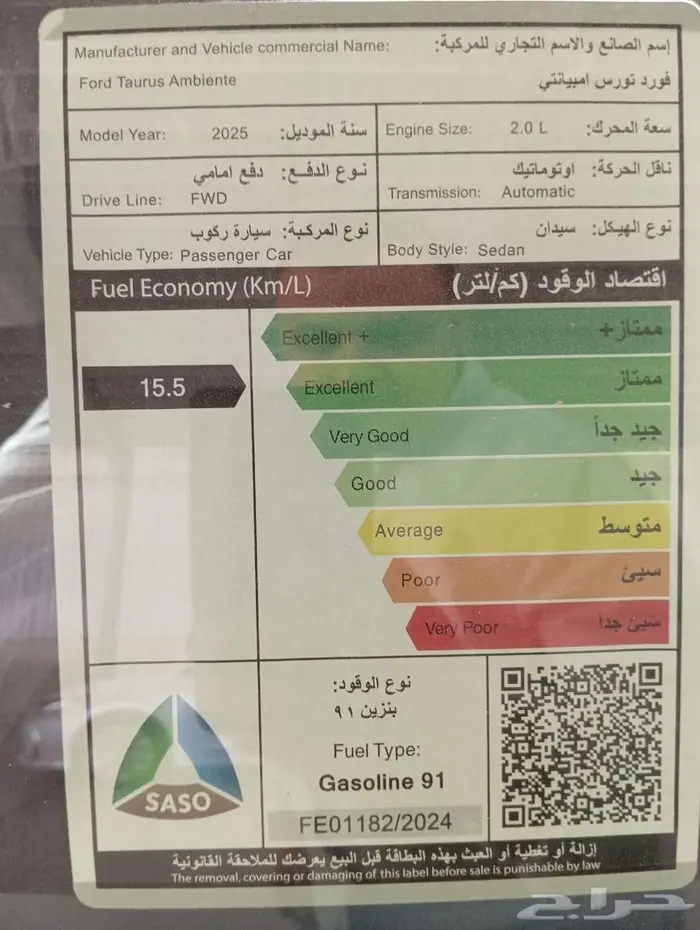 Manufacturer and Vehicle commercial Name: إسم الصانع والاسم التجاري للمركبة:
Ford Taurus Ambiente فورد تورس امبيانتي
Model Year: 2025 سنة الموديل:
Engine Size: 2.0 L سعة المحرك:
نوع الدفع: دفع امامي
Drive Line: FWD
ناقل الحركة: اوتوماتيك
Transmission: Automatic
نوع المركبة: سيارة ركوب
Vehicle Type: Passenger Car
نوع الهيكل: سيدان
Body Style: Sedan
Fuel Economy (Km/L) اقتصاد الوقود (كم/لتر)
Excellent + ممتاز+
15.5
Excellent ممتاز
Very Good جيد جداً
Good جيد
Average متوسط
Poor سيئ
Very Poor سيئ جداً
نوع الوقود:
بنزين ٩١
Fuel Type:
Gasoline 91
FE01182/2024
SASO
إزالة أو تغطية أو العبث بهذه البطاقة قبل البيع يعرضك للملاحقة القانونية
The removal, covering or damaging of this label before sale is punishable by law
حراج